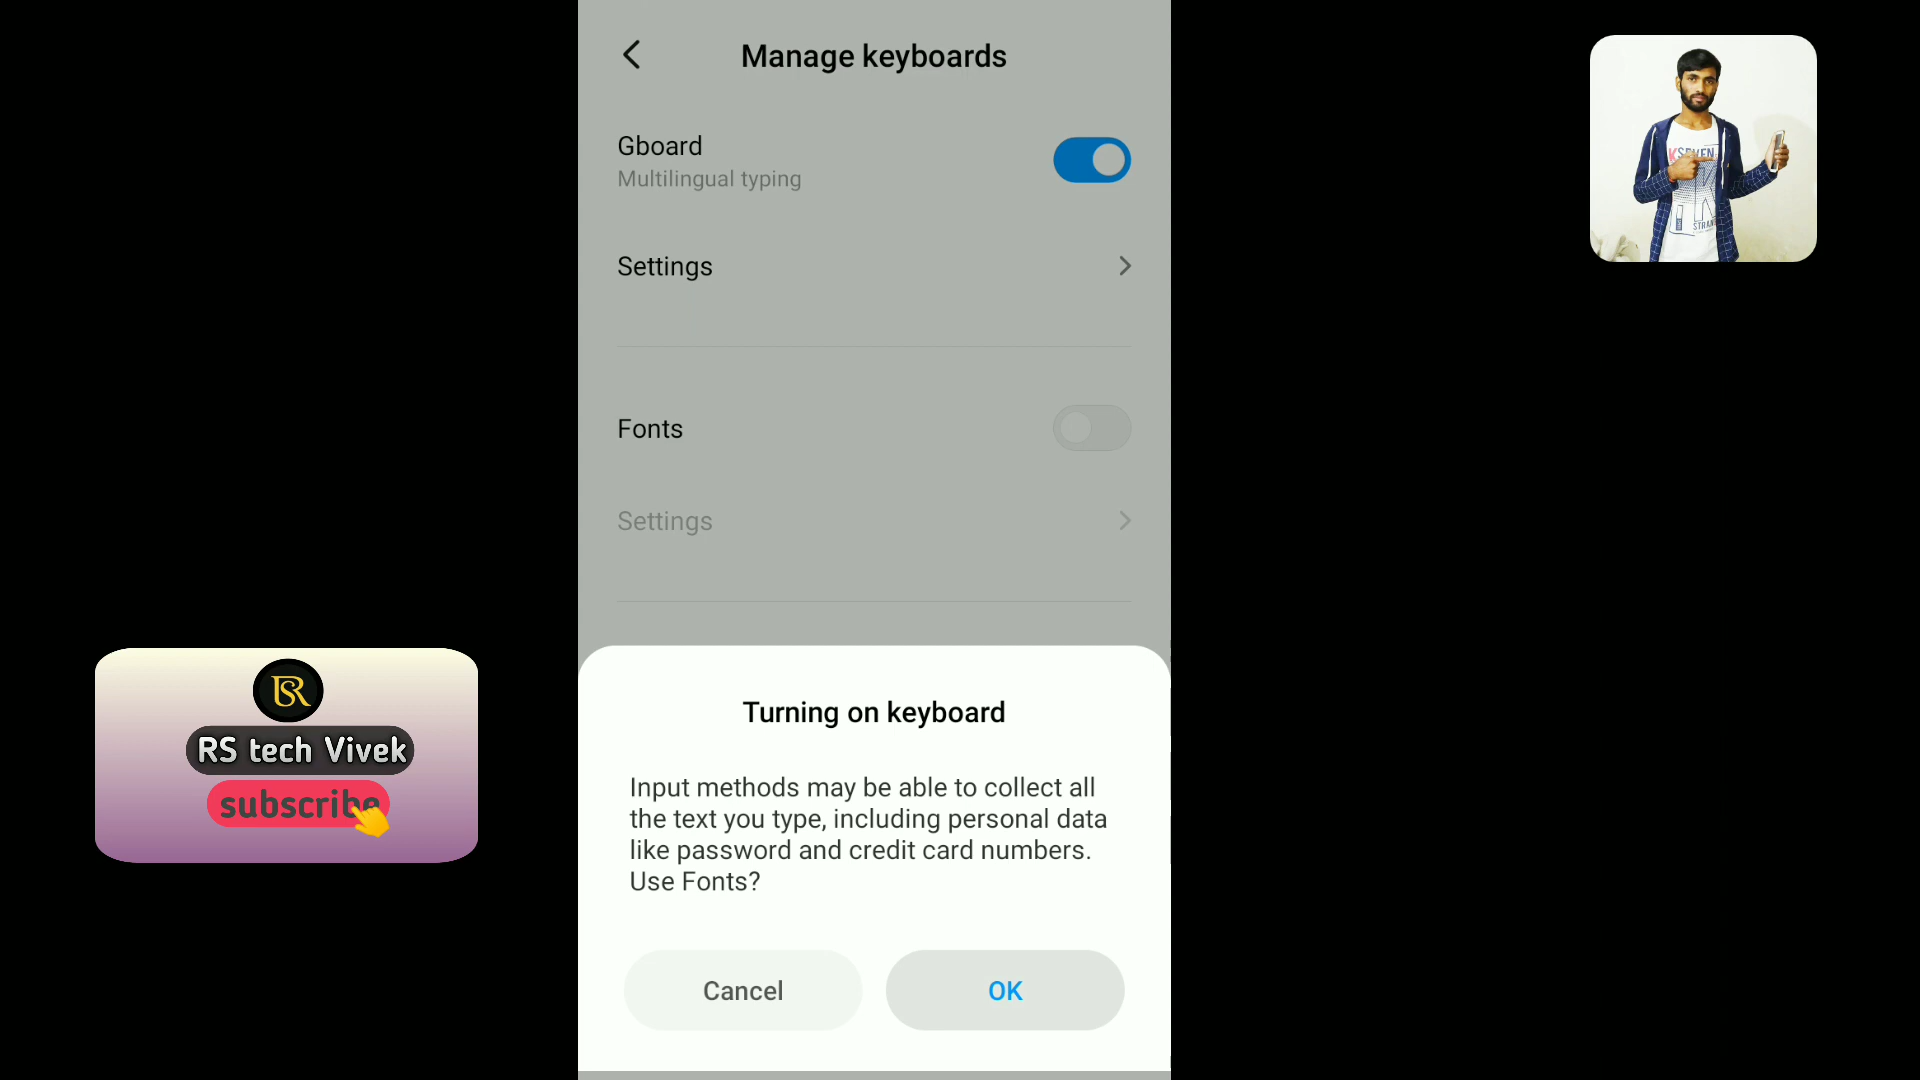 Manage keyboards
Gboard
Multilingual typing
Settings
Fonts
Settings
Turning on keyboard
Input methods may be able to collect all
the text you type, including personal data
like password and credit card numbers.
Use Fonts?
Cancel
OK
RS tech Vivek
subscribe
KSEVEN